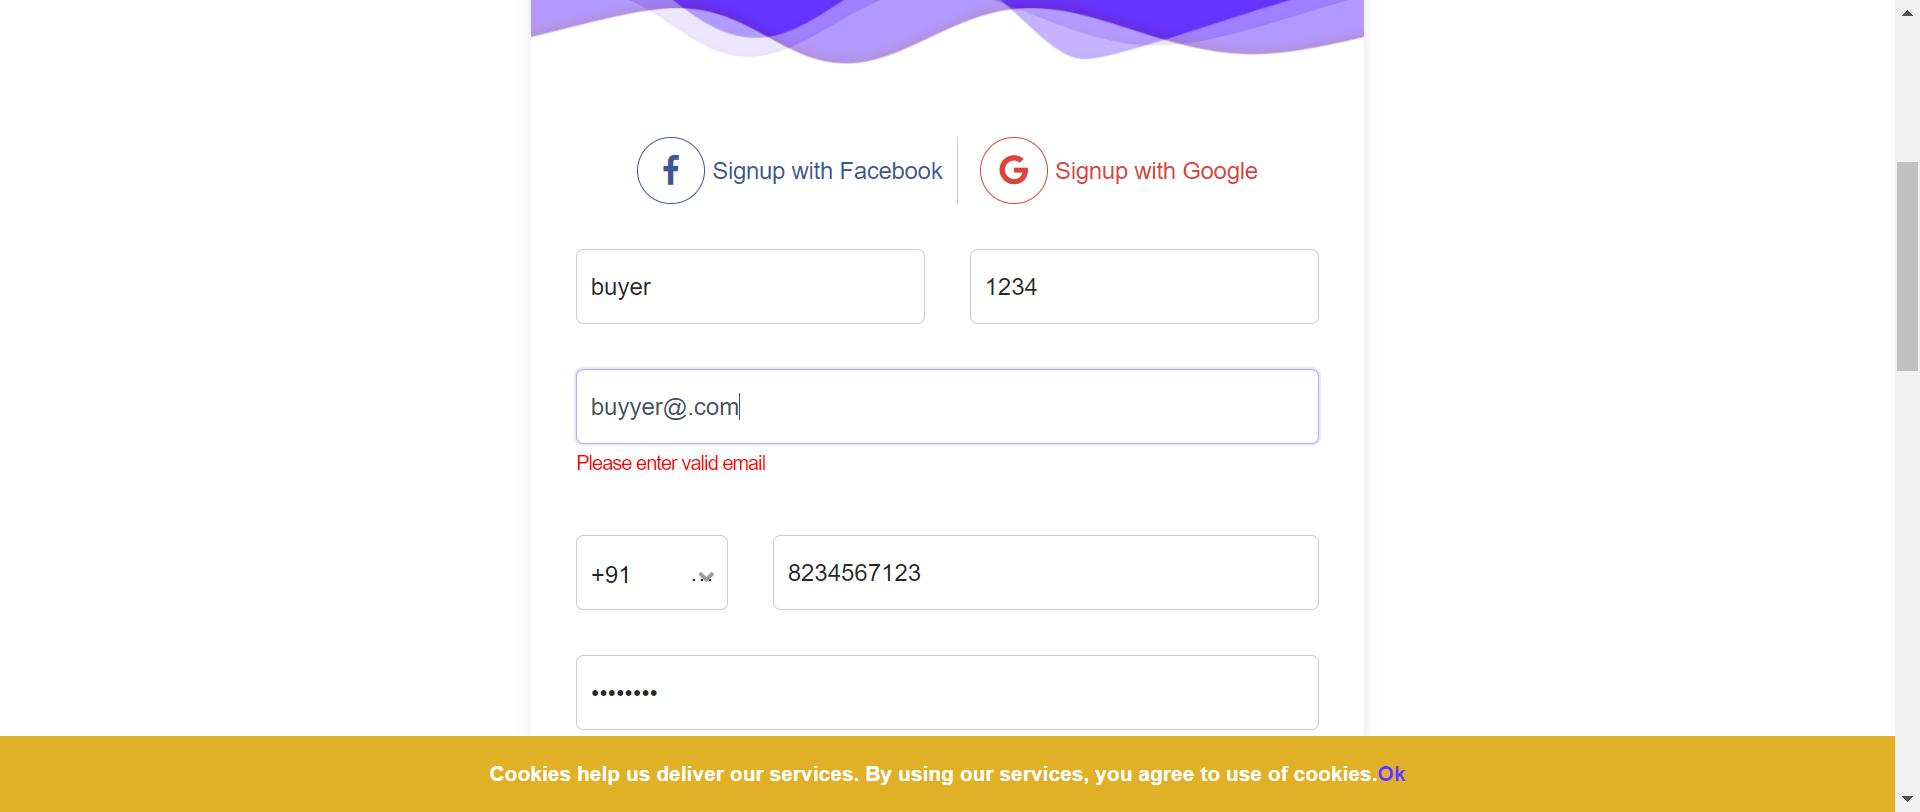 Signup with Facebook
Signup with Google
buyer
1234
buyyer@.com
Please enter valid email
+91 ...
8234567123
••••••••
Cookies help us deliver our services. By using our services, you agree to use of cookies.Ok